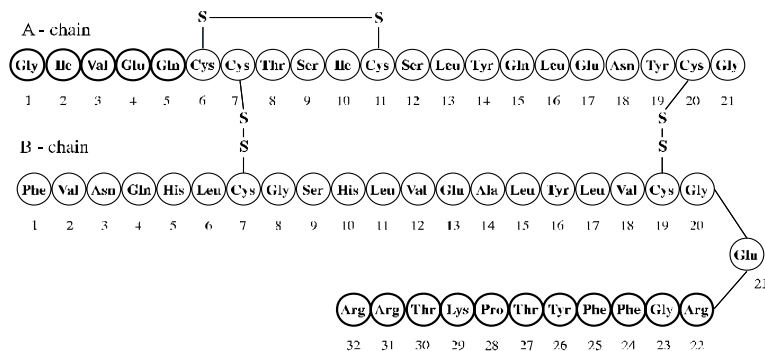 S S
A - chain
Gly Ile Val Glu Gln Cys Cys Thr Ser Ile Cys Ser Leu Tyr Gln Leu Glu Asn Tyr Cys Gly
1 2 3 4 5 6 7 8 9 10 11 12 13 14 15 16 17 18 19 20 21
S S
S S
B - chain
Phe Val Asn Gln His Leu Cys Gly Ser His Leu Val Glu Ala Leu Tyr Leu Val Cys Gly
1 2 3 4 5 6 7 8 9 10 11 12 13 14 15 16 17 18 19 20
Glu
21
Arg Arg Thr Lys Pro Thr Tyr Phe Phe Gly Arg
32 31 30 29 28 27 26 25 24 23 22